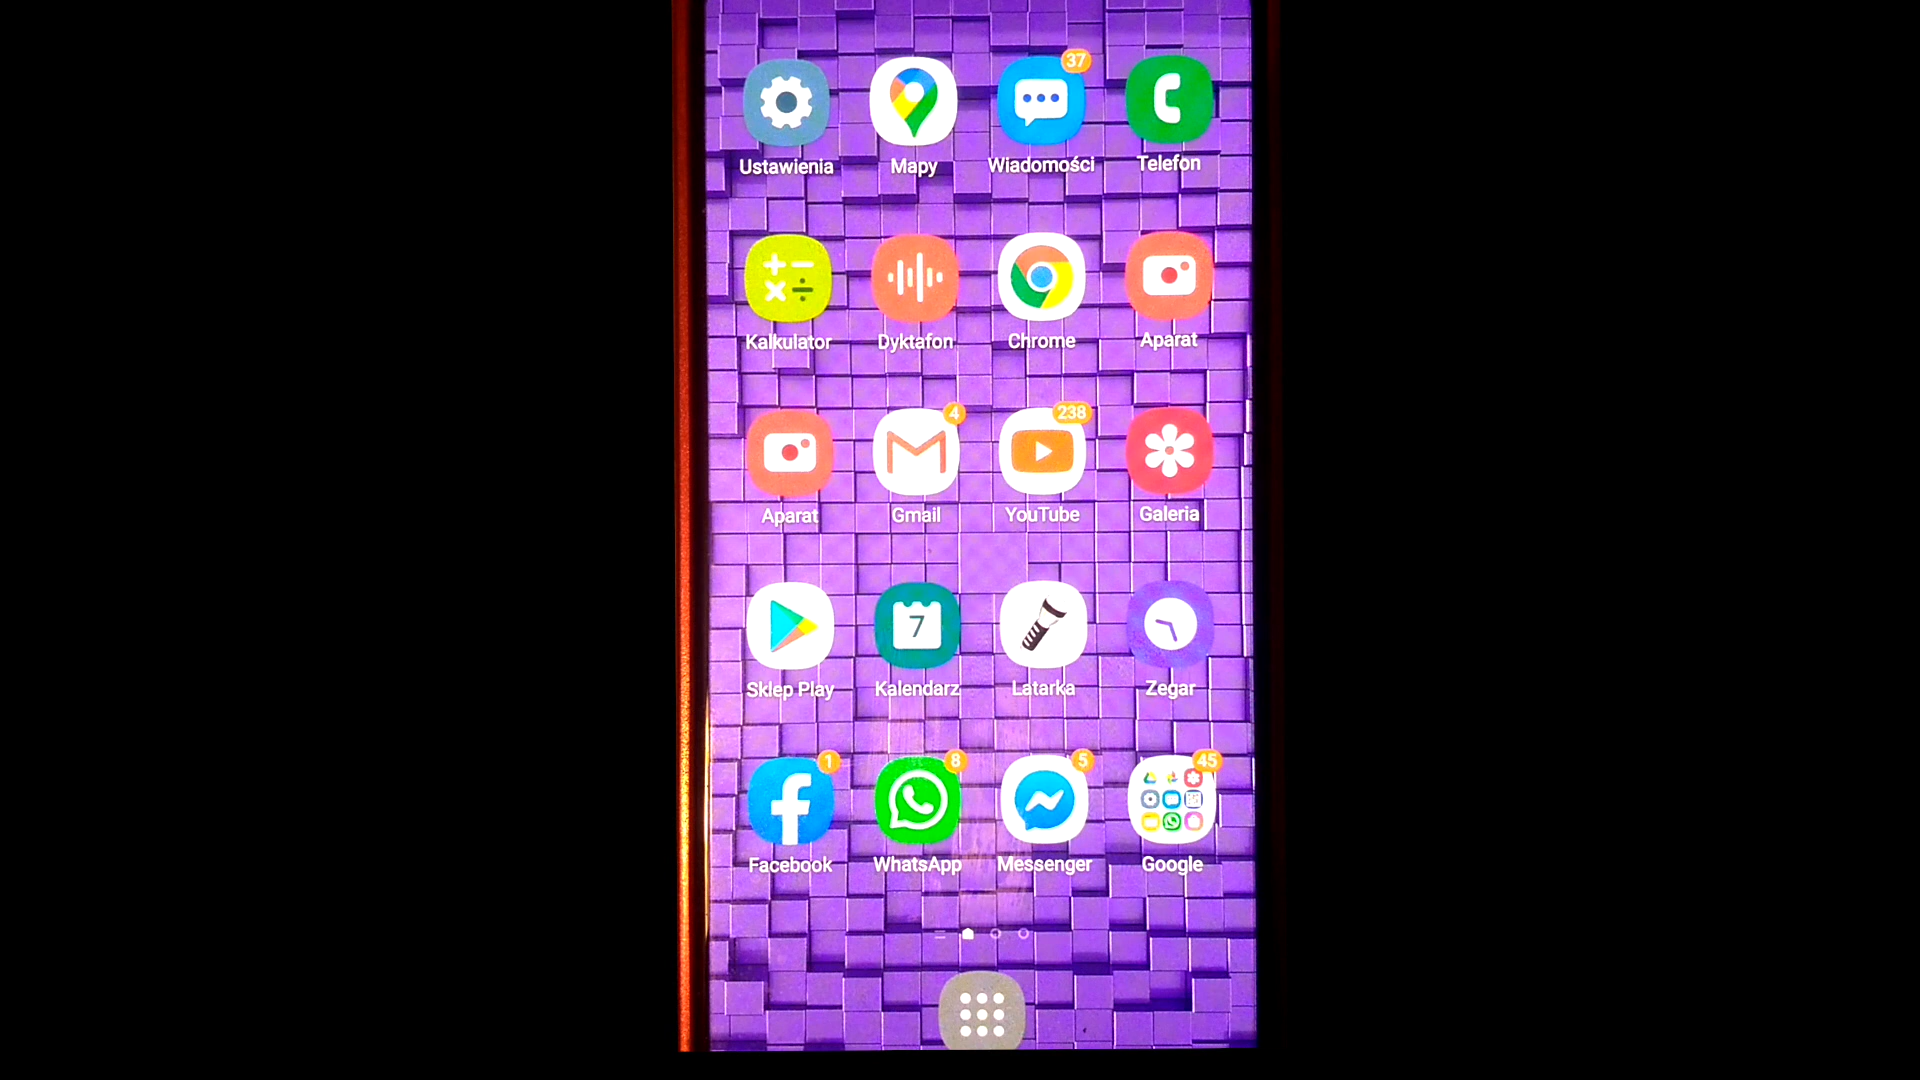 37
Ustawienia Mapy Wiadomości Telefon
Kalkulator Dyktafon Chrome Aparat
4 238
Aparat Gmail YouTube Galeria
7
Sklep Play Kalendarz Latarka Zegar
1 8 5 45
Facebook WhatsApp Messenger Google